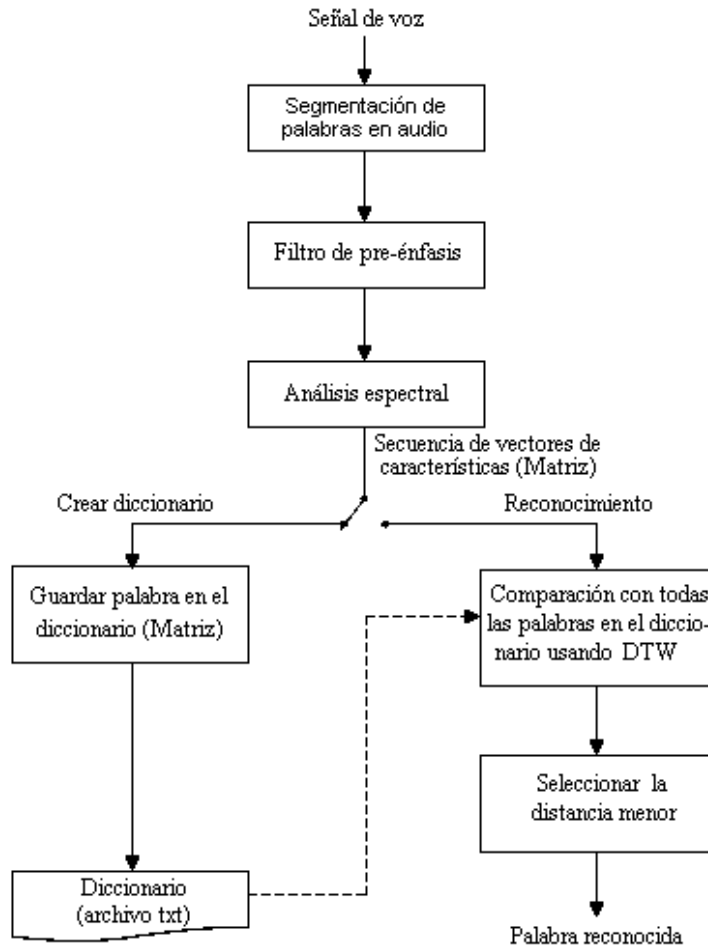 Señal de voz
Segmentación de
palabras en audio
Filtro de pre-énfasis
Análisis espectral
Secuencia de vectores de
características (Matriz)
Crear diccionario
Reconocimiento
Guardar palabra en el
diccionario (Matriz)
Comparación con todas
las palabras en el diccio-
nario usando DTW
Seleccionar la
distancia menor
Diccionario
(archivo txt)
Palabra reconocida